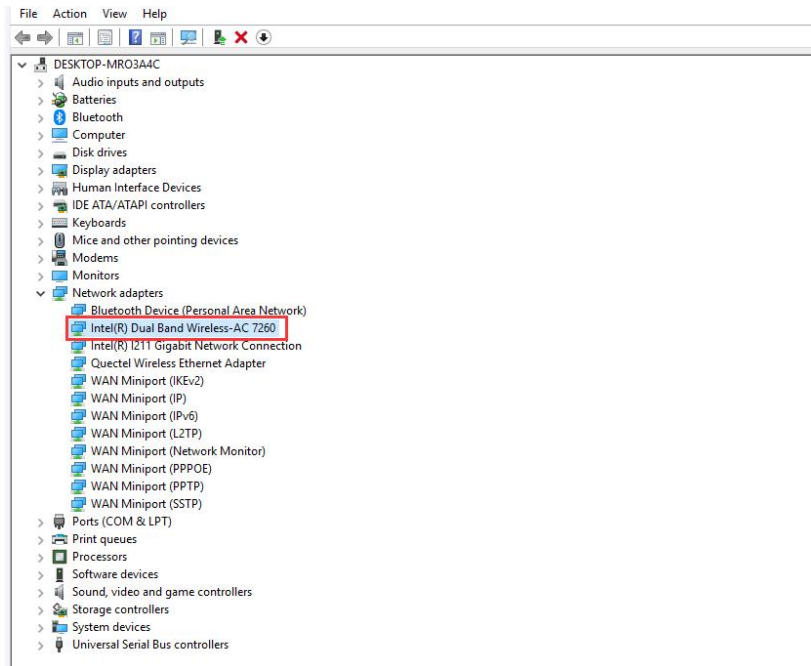 File Action View Help
DESKTOP-MRO3A4C
Audio inputs and outputs
Batteries
Bluetooth
Computer
Disk drives
Display adapters
Human Interface Devices
IDE ATA/ATAPI controllers
Keyboards
Mice and other pointing devices
Modems
Monitors
Network adapters
Bluetooth Device (Personal Area Network)
Intel(R) Dual Band Wireless-AC 7260
Intel(R) I211 Gigabit Network Connection
Quectel Wireless Ethernet Adapter
WAN Miniport (IKEv2)
WAN Miniport (IP)
WAN Miniport (IPv6)
WAN Miniport (L2TP)
WAN Miniport (Network Monitor)
WAN Miniport (PPPOE)
WAN Miniport (PPTP)
WAN Miniport (SSTP)
Ports (COM & LPT)
Print queues
Processors
Software devices
Sound, video and game controllers
Storage controllers
System devices
Universal Serial Bus controllers